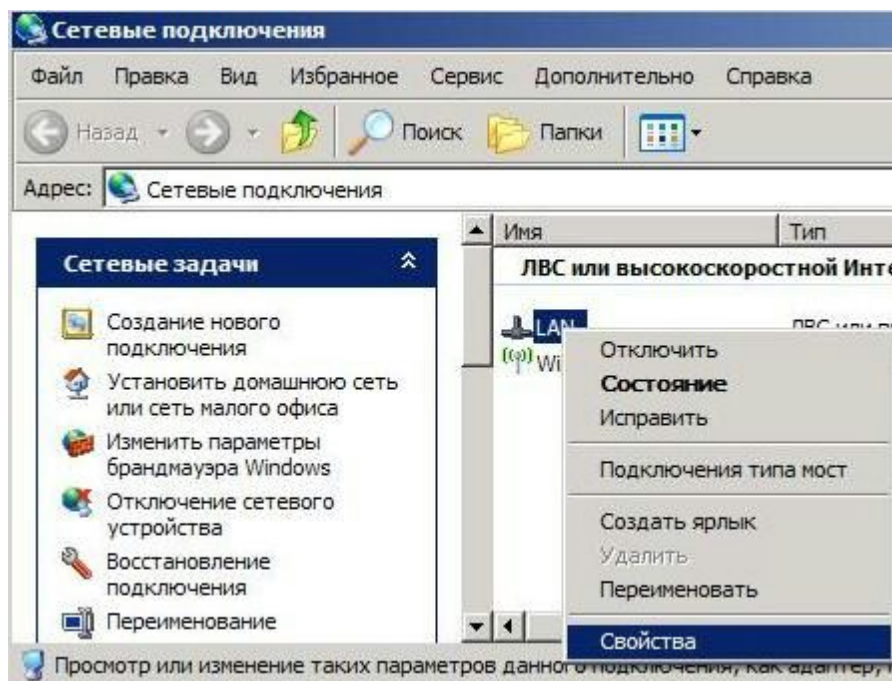 Сетевые подключения
Файл Правка Вид Избранное Сервис Дополнительно Справка
Назад Поиск Папки
Адрес: Сетевые подключения
Имя Тип
Сетевые задачи
ЛВС или высокоскоростной Инте
Создание нового
подключения
Установить домашнюю сеть
или сеть малого офиса
Изменить параметры
брандмауэра Windows
Отключение сетевого
устройства
Восстановление
подключения
Переименование
LAN
ЛВС или
Wi
Отключить
Состояние
Исправить
Подключения типа мост
Создать ярлык
Удалить
Переименовать
Свойства
Просмотр или изменение таких параметров данного подключения, как адаптер,